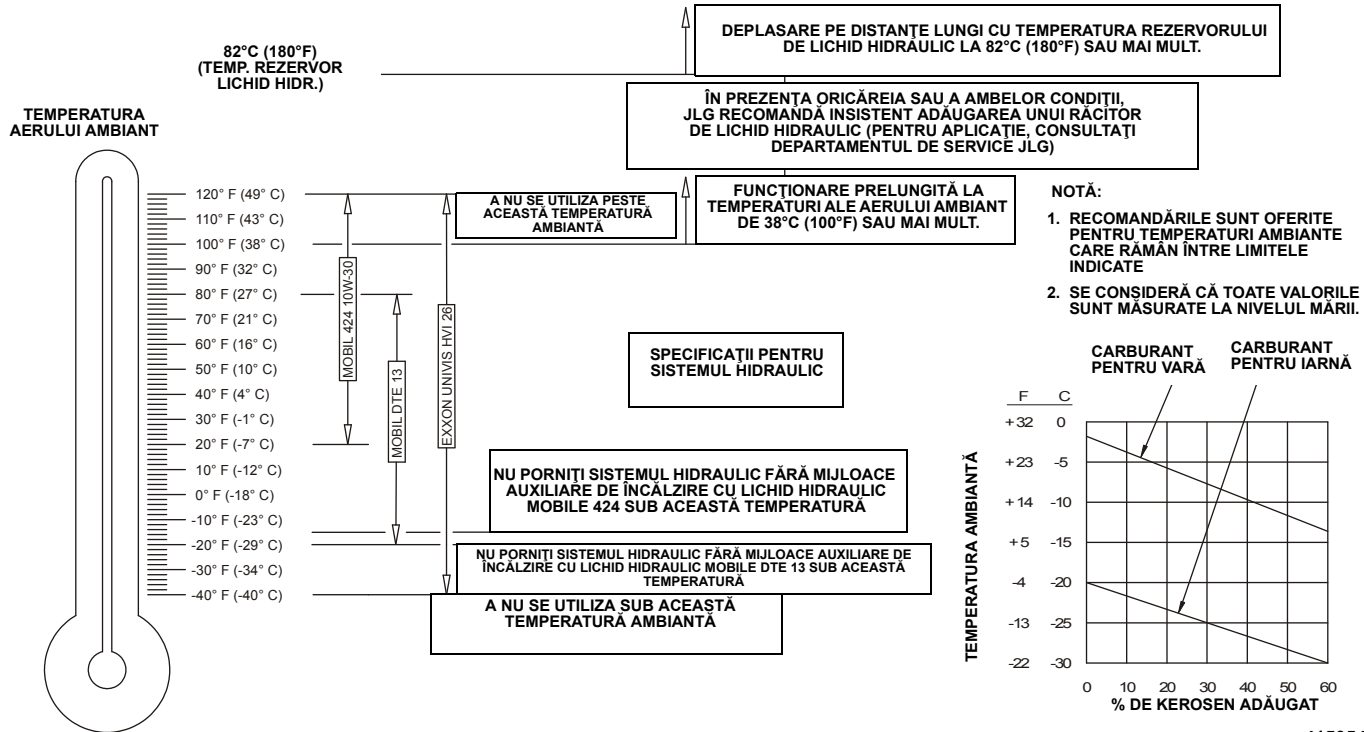 82°C (180°F)
(TEMP. REZERVOR
LICHID HIDR.)
DEPLASARE PE DISTANŢE LUNGI CU TEMPERATURA REZERVORULUI
DE LICHID HIDRAULIC LA 82°C (180°F) SAU MAI MULT.
ÎN PREZENŢA ORICĂREIA SAU A AMBELOR CONDIŢII,
JLG RECOMANDĂ INSISTENT ADĂUGAREA UNUI RĂCITOR
DE LICHID HIDRAULIC (PENTRU APLICAŢIE, CONSULTAŢI
DEPARTAMENTUL DE SERVICE JLG)
TEMPERATURA
AERULUI AMBIANT
120° F (49° C)
110° F (43° C)
100° F (38° C)
90° F (32° C)
80° F (27° C)
70° F (21° C)
60° F (16° C)
50° F (10° C)
40° F (4° C)
30° F (-1° C)
20° F (-7° C)
10° F (-12° C)
0° F (-18° C)
-10° F (-23° C)
-20° F (-29° C)
-30° F (-34° C)
-40° F (-40° C)
MOBIL 424 10W-30
MOBIL DTE 13
EXXON UNIVIS HVI 26
A NU SE UTILIZA PESTE
ACEASTĂ TEMPERATURĂ
AMBIANTĂ
FUNCŢIONARE PRELUNGITĂ LA
TEMPERATURI ALE AERULUI AMBIANT
DE 38°C (100°F) SAU MAI MULT.
SPECIFICAŢII PENTRU
SISTEMUL HIDRAULIC
NU PORNIŢI SISTEMUL HIDRAULIC FĂRĂ MIJLOACE
AUXILIARE DE ÎNCĂLZIRE CU LICHID HIDRAULIC
MOBILE 424 SUB ACEASTĂ TEMPERATURĂ
NU PORNIŢI SISTEMUL HIDRAULIC FĂRĂ MIJLOACE AUXILIARE DE
ÎNCĂLZIRE CU LICHID HIDRAULIC MOBILE DTE 13 SUB ACEASTĂ
TEMPERATURĂ
A NU SE UTILIZA SUB ACEASTĂ
TEMPERATURĂ AMBIANTĂ
NOTĂ:
1. RECOMANDĂRILE SUNT OFERITE
PENTRU TEMPERATURI AMBIANTE
CARE RĂMÂN ÎNTRE LIMITELE
INDICATE
2. SE CONSIDERĂ CĂ TOATE VALORILE
SUNT MĂSURATE LA NIVELUL MĂRII.
CARBURANT
PENTRU VARĂ
CARBURANT
PENTRU IARNĂ
F C
+32 0
+23 -5
+14 -10
+5 -15
-4 -20
-13 -25
-22 -30
TEMPERATURA AMBIANTĂ
0 10 20 30 40 50 60
% DE KEROSEN ADĂUGAT